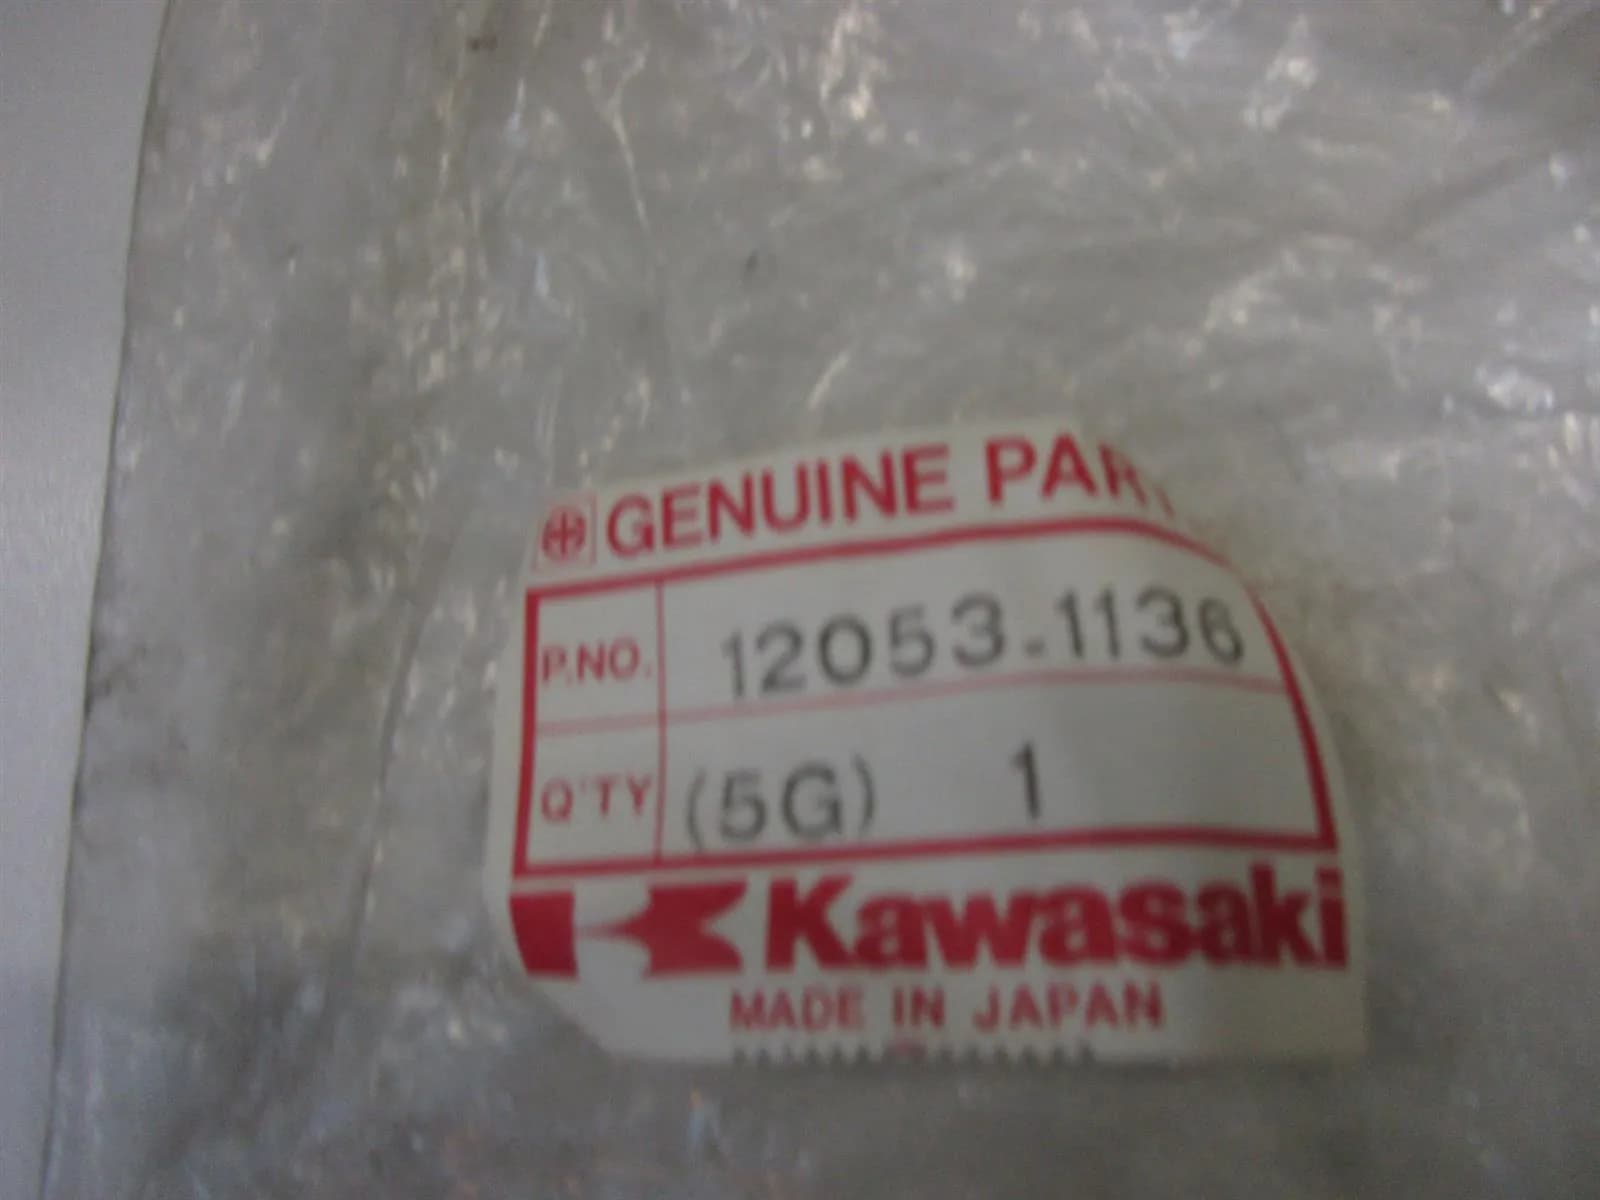 GENUINE PAR
P.NO. 12053-1136
Q'TY (5G) 1
Kawasaki
MADE IN JAPAN